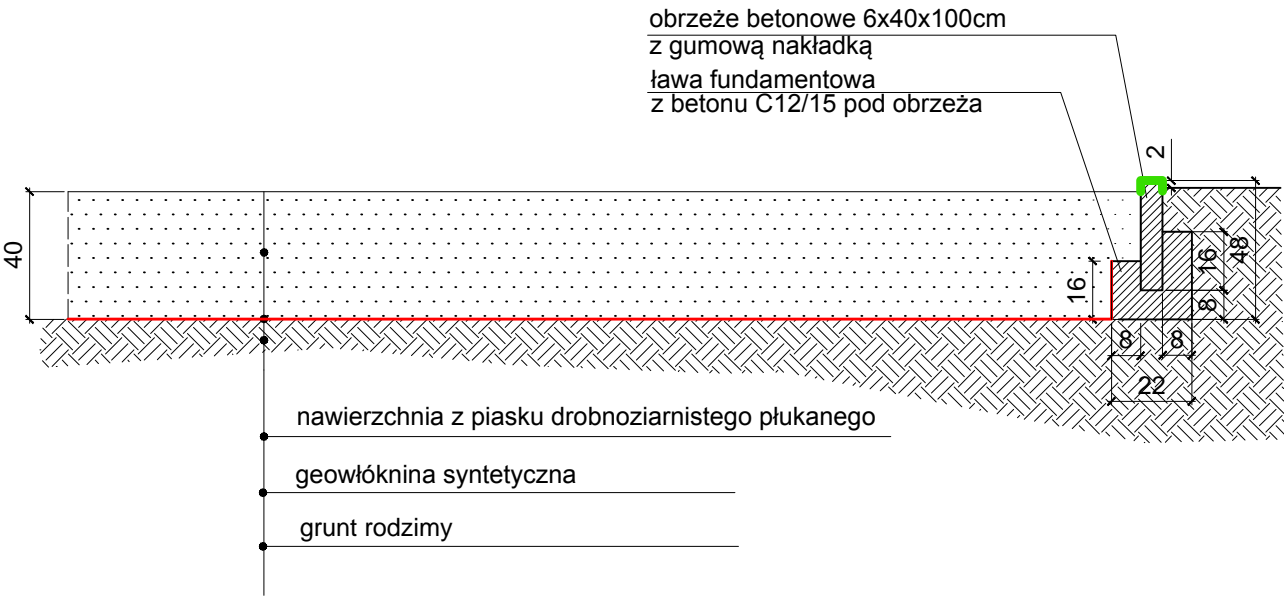 obrzeże betonowe 6x40x100cm
z gumową nakładką
ława fundamentowa
z betonu C12/15 pod obrzeża
2
40
16
16
48
8
8
8
22
nawierzchnia z piasku drobnoziarnistego płukanego
geowłóknina syntetyczna
grunt rodzimy